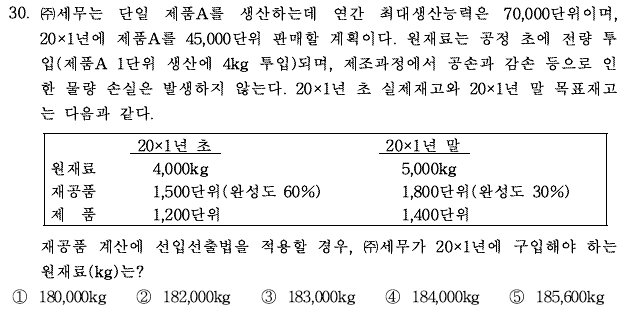 30. ㈜세무는 단일 제품A를 생산하는데 연간 최대생산능력은 70,000단위이며,
20×1년에 제품A를 45,000단위 판매할 계획이다. 원재료는 공정 초에 전량 투
입(제품A 1단위 생산에 4kg 투입)되며, 제조과정에서 공손과 감손 등으로 인
한 물량 손실은 발생하지 않는다. 20×1년 초 실제재고와 20×1년 말 목표재고
는 다음과 같다.
20×1년 초 20×1년 말
원재료 4,000kg 5,000kg
재공품 1,500단위(완성도 60%) 1,800단위(완성도 30%)
제 품 1,200단위 1,400단위
재공품 계산에 선입선출법을 적용할 경우, ㈜세무가 20×1년에 구입해야 하는
원재료(kg)는?
① 180,000kg ② 182,000kg ③ 183,000kg ④ 184,000kg ⑤ 185,600kg